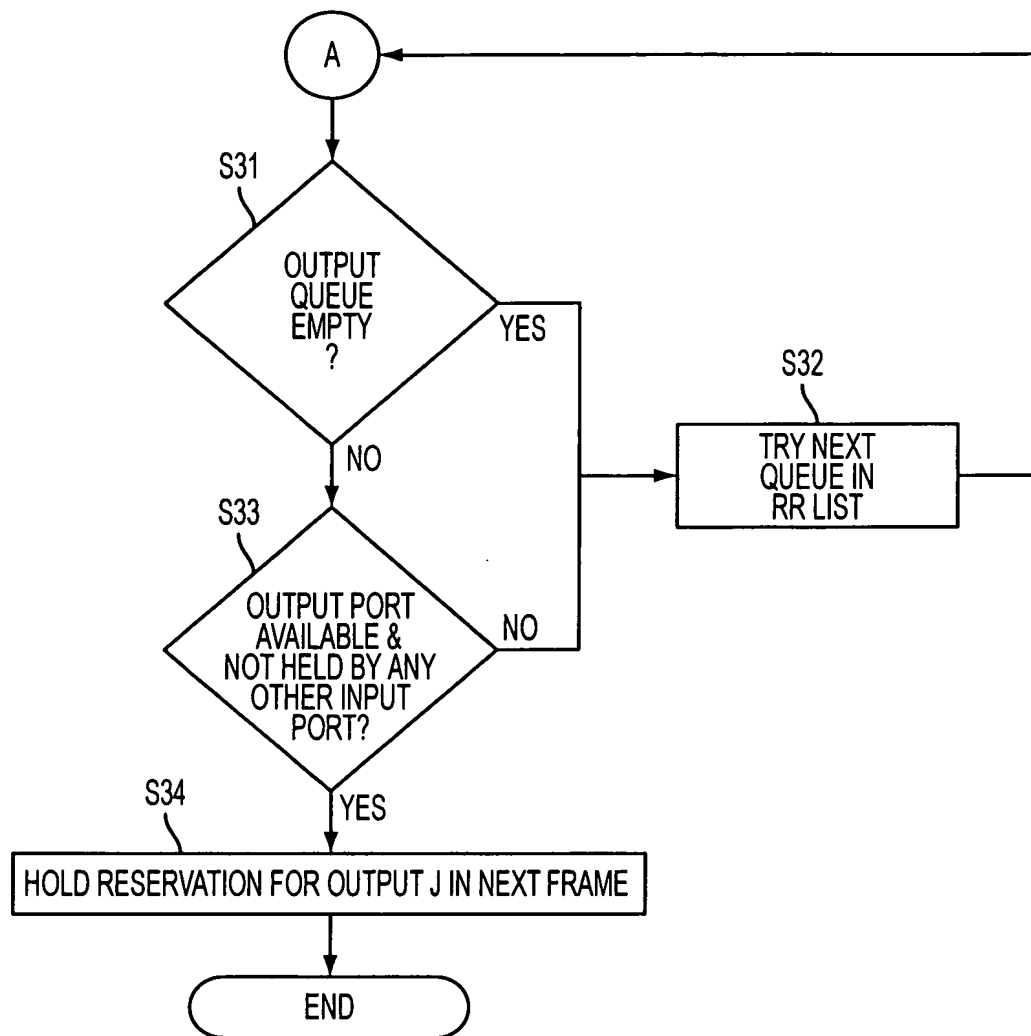 A
S31
OUTPUT
QUEUE
EMPTY
?
YES
NO
S32
TRY NEXT
QUEUE IN
RR LIST
S33
OUTPUT PORT
AVAILABLE &
NOT HELD BY ANY
OTHER INPUT
PORT?
NO
YES
S34
HOLD RESERVATION FOR OUTPUT J IN NEXT FRAME
END